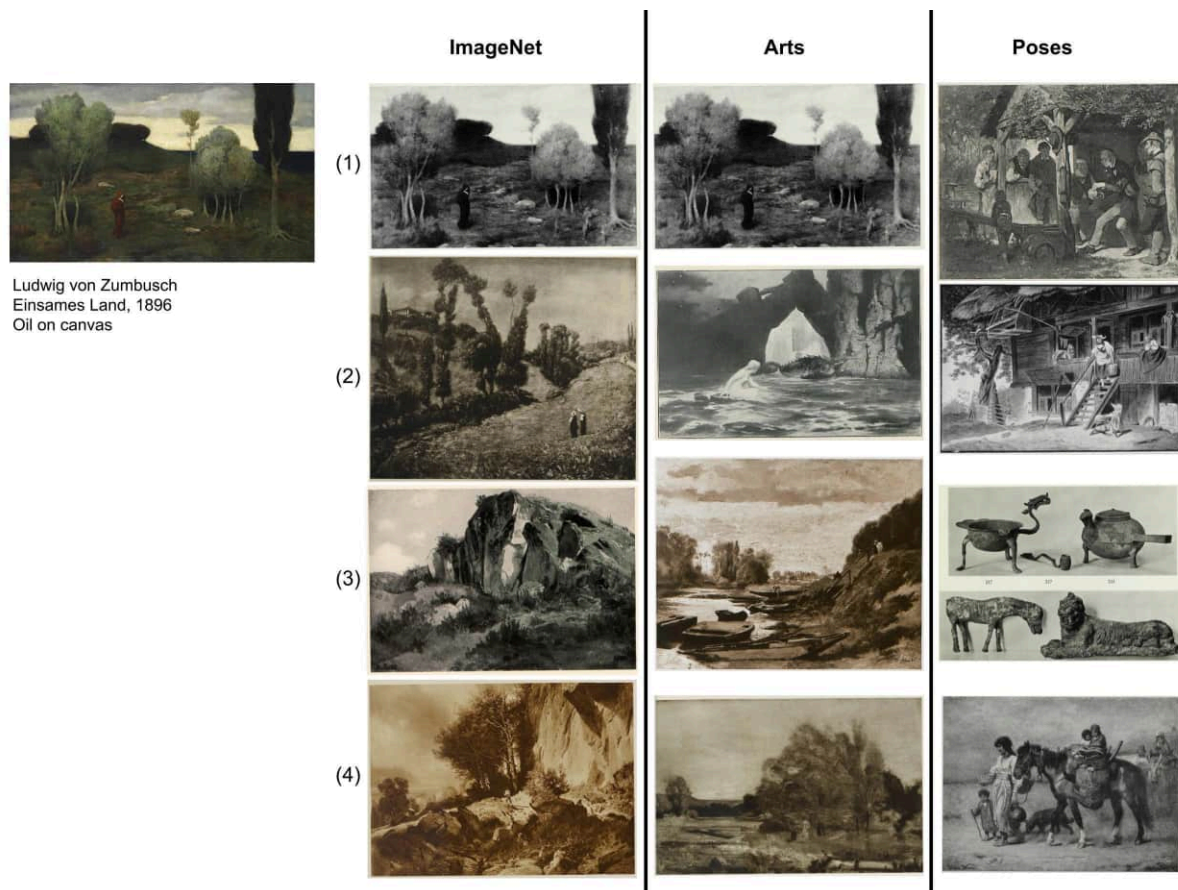 ImageNet
Arts
Poses
(1)
Ludwig von Zumbusch
Einsames Land, 1896
Oil on canvas
(2)
(3)
(4)